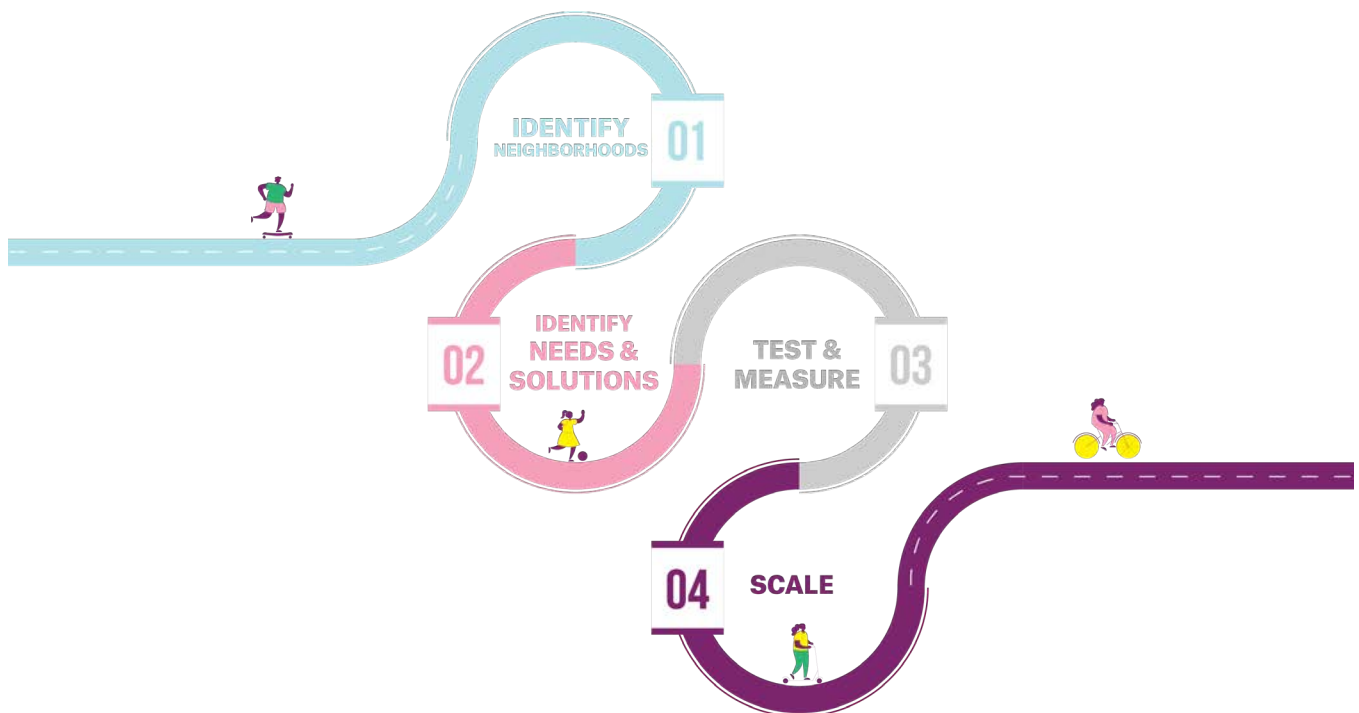 IDENTIFY
NEIGHBORHOODS
01
02
IDENTIFY
NEEDS &
SOLUTIONS
TEST &
MEASURE
03
04
SCALE